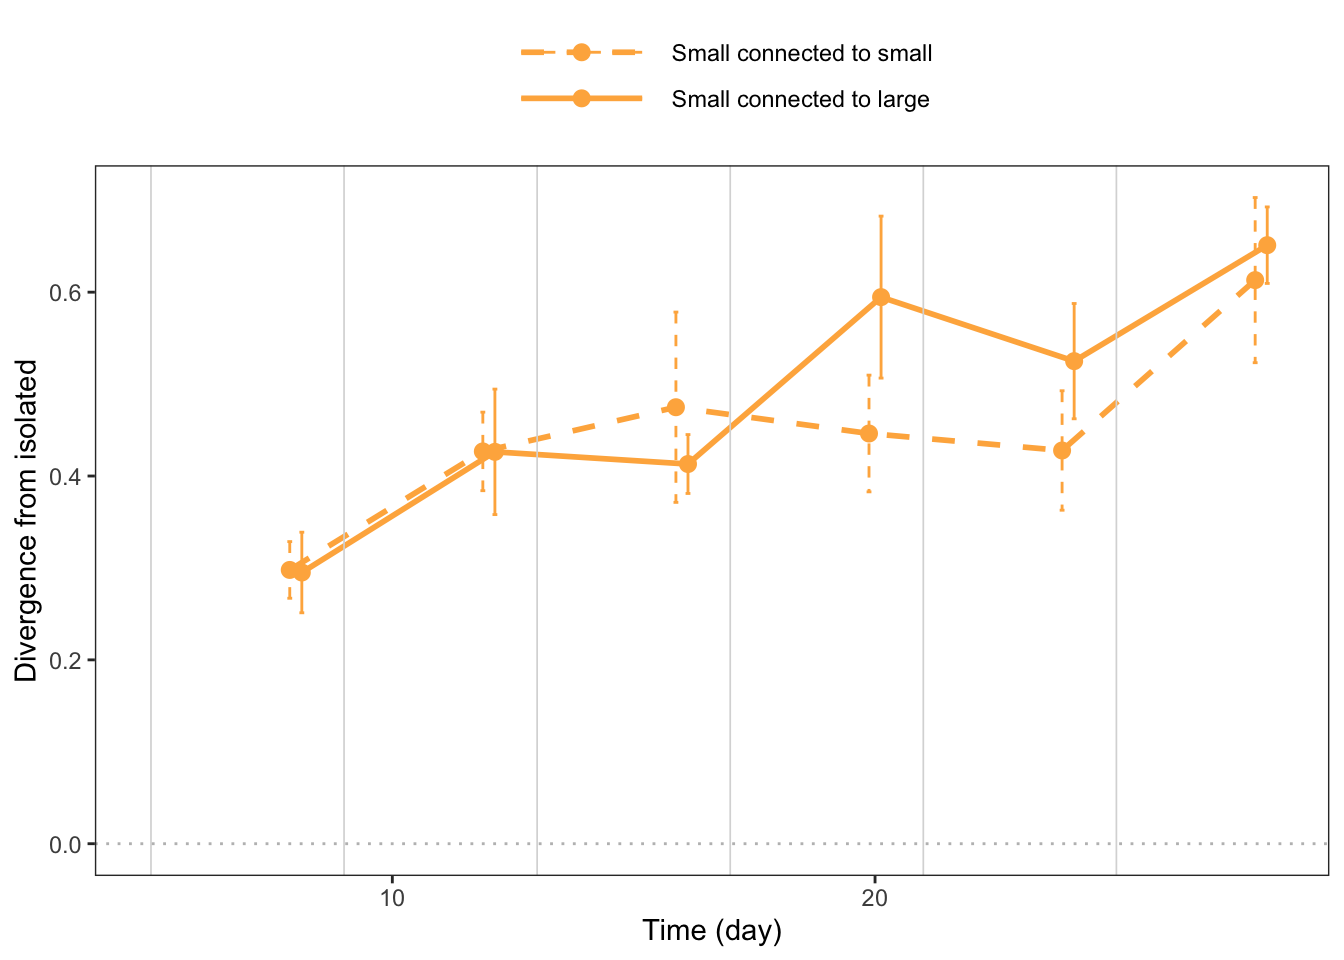 Small connected to small
Small connected to large
Divergence from isolated
0.6
0.4
0.2
0.0
10
20
Time (day)